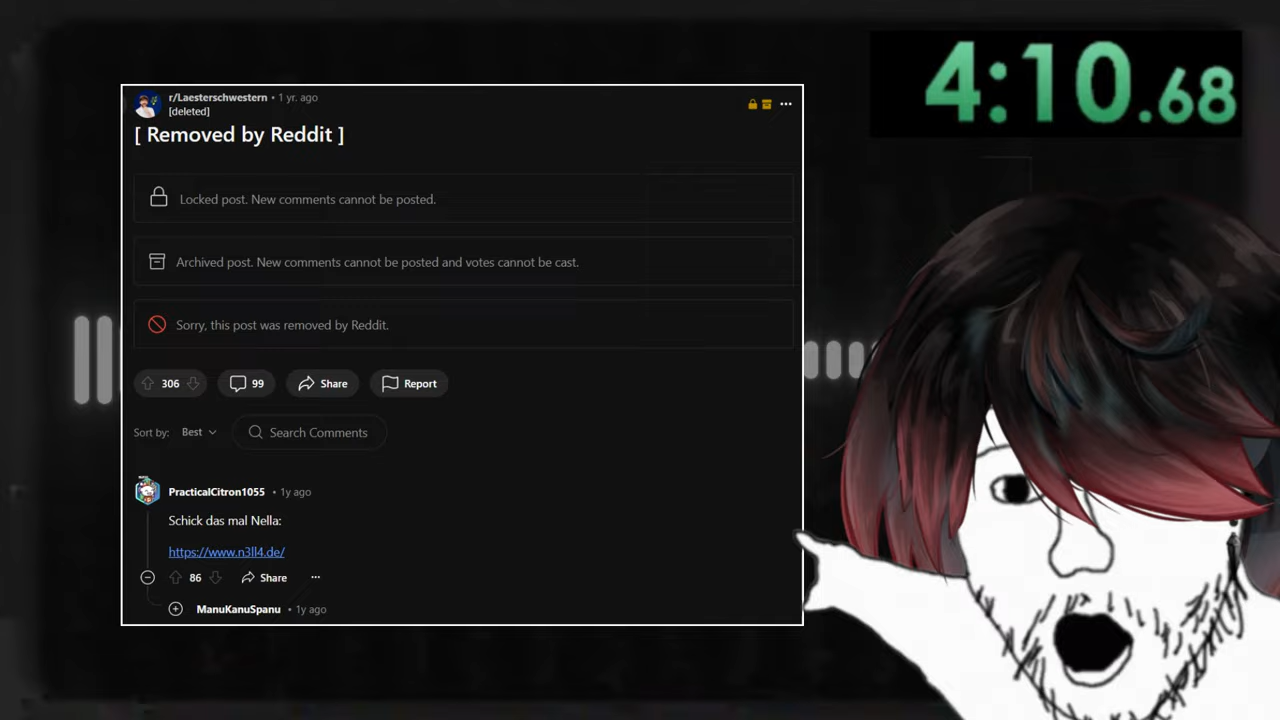 r/Laesterschwestern • 1 yr. ago
[deleted]
[ Removed by Reddit ]
Locked post. New comments cannot be posted.
Archived post. New comments cannot be posted and votes cannot be cast.
Sorry, this post was removed by Reddit.
306 99 Share Report
Sort by: Best Search Comments
PracticalCitron1055 • 1y ago
Schick das mal Nella:
https://www.n3ll4.de/
86 Share
ManuKanuSpanu • 1y ago
4:10.68